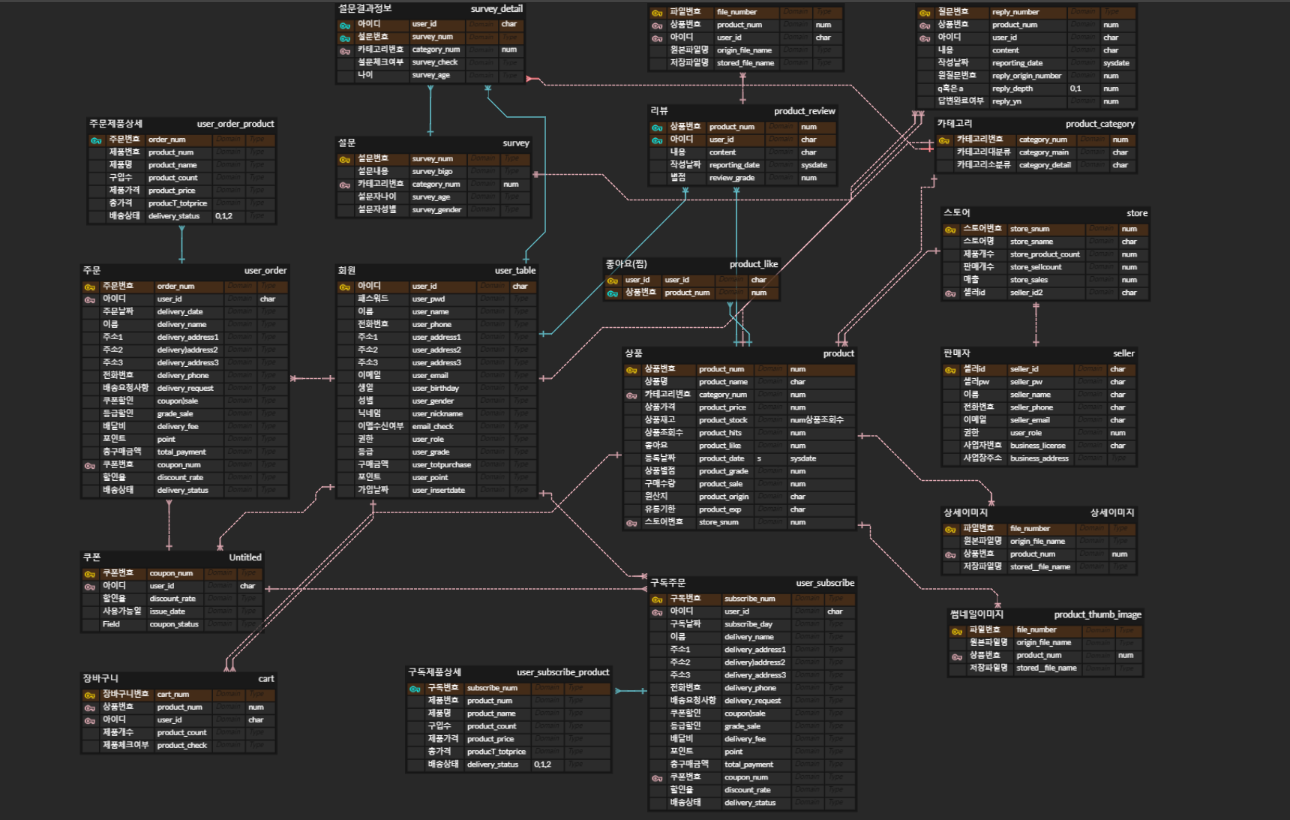 설문결과정보 survey_detail
아이디 user_id char
설문번호 survey_num
카테고리번호 category_num num
설문체크여부 survey_check
나이 survey_age
파일번호 file_number
상품번호 product_num num
아이디 user_id char
원본파일명 origin_file_name
저장파일명 stored_file_name
질문번호 reply_number
상품번호 product_num num
아이디 user_id char
내용 content char
작성날짜 reporting_date sysdate
원질문번호 reply_origin_number num
q혹은a reply_depth 0,1 num
답변완료여부 reply_yn char
주문제품상세 user_order_product
주문번호 order_num
제품번호 product_num
제품명 product_name
구입수 product_count
제품가격 product_price
총가격 producT_totprice
배송상태 delivery_status 0,1,2
설문 survey
설문번호 survey_num
설문내용 survey_bigo
카테고리번호 category_num num
설문자나이 survey_age
설문자성별 survey_gender
리뷰 product_review
상품번호 product_num num
아이디 user_id char
내용 content char
작성날짜 reporting_date sysdate
별점 review_grade num
카테고리 product_category
카테고리번호 category_num num
카테고리대분류 category_main char
카테고리소분류 category_detail char
스토어 store
스토어번호 store_snum num
스토어명 store_sname char
제품개수 store_product_count num
판매개수 store_sellcount num
매출 store_sales num
셀러id seller_id2 char
주문 user_order
주문번호 order_num
아이디 user_id char
주문날짜 delivery_date
이름 delivery_name
주소1 delivery_address1
주소2 delivery)address2
주소3 delivery_address3
전화번호 delivery_phone
배송요청사항 delivery_request
쿠폰할인 coupon)sale
등급할인 grade_sale
배달비 delivery_fee
포인트 point
총구매금액 total_payment
쿠폰번호 coupon_num
할인율 discount_rate
배송상태 delivery_status
회원 user_table
아이디 user_id char
패스워드 user_pwd
이름 user_name
전화번호 user_phone
주소1 user_address1
주소2 user_address2
주소3 user_address3
이메일 user_email
생일 user_birthday
성별 user_gender
닉네임 user_nickname
이멜수신여부 email_check
권한 user_role
등급 user_grade
구매금액 user_totpurchase
포인트 user_point
가입날짜 user_insertdate
좋아요(찜) product_like
user_id user_id char
상품번호 product_num num
상품 product
상품번호 product_num num
상품명 product_name char
카테고리번호 category_num num
상품가격 product_price num
상품재고 product_stock num상품조회수
상품조회수 product_hits num
좋아요 product_like num
등록날짜 product_date s sysdate
상품별점 product_grade num
구매수량 product_sale num
원산지 product_origin char
유통기한 product_exp char
스토어번호 store_snum num
판매자 seller
셀러id seller_id char
셀러pw seller_pw char
이름 seller_name char
전화번호 seller_phone char
이메일 seller_email char
권한 user_role num
사업자번호 business_license char
사업장주소 business_address char
상세이미지 상세이미지
파일번호 file_number
원본파일명 origin_file_name
상품번호 product_num num
저장파일명 stored__file_name
쿠폰 Untitled
쿠폰번호 coupon_num
아이디 user_id char
할인율 discount_rate
사용가능일 issue_date
Field coupon_status
구독주문 user_subscribe
구독번호 subscribe_num
아이디 user_id char
구독날짜 subscribe_day
이름 delivery_name
주소1 delivery_address1
주소2 delivery)address2
주소3 delivery_address3
전화번호 delivery_phone
배송요청사항 delivery_request
쿠폰할인 coupon)sale
등급할인 grade_sale
배달비 delivery_fee
포인트 point
총구매금액 total_payment
쿠폰번호 coupon_num
할인율 discount_rate
배송상태 delivery_status
썸네일이미지 product_thumb_image
파일번호 file_number
원본파일명 origin_file_name
상품번호 product_num num
저장파일명 stored__file_name
장바구니 cart
장바구니번호 cart_num
상품번호 product_num num
아이디 user_id char
제품개수 product_count
제품체크여부 product_check
구독제품상세 user_subscribe_product
구독번호 subscribe_num
제품번호 product_num
제품명 product_name
구입수 product_count
제품가격 product_price
총가격 producT_totprice
배송상태 delivery_status 0,1,2